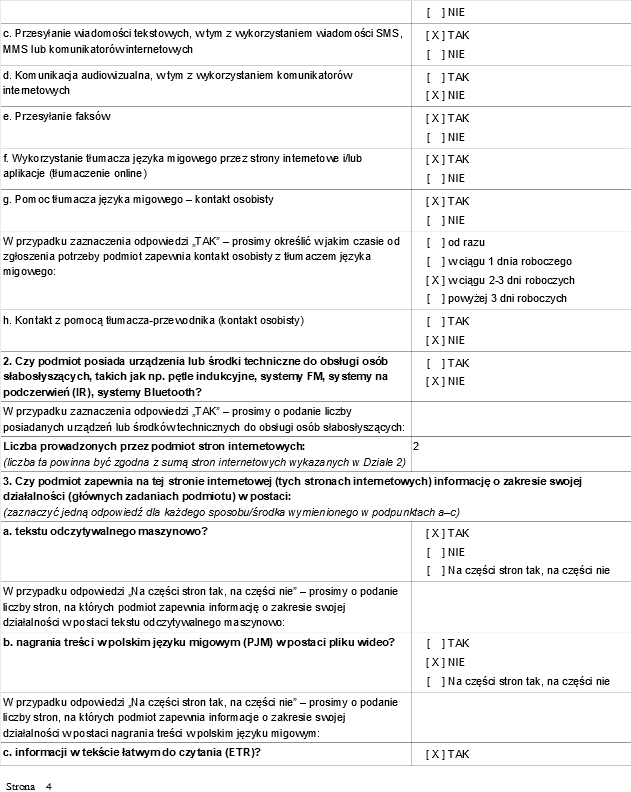 [ ] NIE
c. Przesyłanie wiadomości tekstowych, w tym z wykorzystaniem wiadomości SMS,
MMS lub komunikatorów internetowych
[ X ] TAK
[ ] NIE
d. Komunikacja audiowizualna, w tym z wykorzystaniem komunikatorów
internetowych
[ ] TAK
[ X ] NIE
e. Przesyłanie faksów
[ X ] TAK
[ ] NIE
f. Wykorzystanie tłumacza języka migowego przez strony internetowe i/lub
aplikacje (tłumaczenie online)
[ X ] TAK
[ ] NIE
g. Pomoc tłumacza języka migowego – kontakt osobisty
[ X ] TAK
[ ] NIE
W przypadku zaznaczenia odpowiedzi „TAK” – prosimy określić w jakim czasie od
zgłoszenia potrzeby podmiot zapewnia kontakt osobisty z tłumaczem języka
migowego:
[ ] od razu
[ ] w ciągu 1 dnia roboczego
[ X ] w ciągu 2-3 dni roboczych
[ ] powyżej 3 dni roboczych
h. Kontakt z pomocą tłumacza-przewodnika (kontakt osobisty)
[ ] TAK
[ X ] NIE
2. Czy podmiot posiada urządzenia lub środki techniczne do obsługi osób
słabosłyszących, takich jak np. pętle indukcyjne, systemy FM, systemy na
podczerwień (IR), systemy Bluetooth?
[ ] TAK
[ X ] NIE
W przypadku zaznaczenia odpowiedzi „TAK” – prosimy o podanie liczby
posiadanych urządzeń lub środków technicznych do obsługi osób słabosłyszących:
Liczba prowadzonych przez podmiot stron internetowych:
(liczba ta powinna być zgodna z sumą stron internetowych wykazanych w Dziale 2)
2
3. Czy podmiot zapewnia na tej stronie internetowej (tych stronach internetowych) informację o zakresie swojej
działalności (głównych zadaniach podmiotu) w postaci:
(zaznaczyć jedną odpowiedź dla każdego sposobu/środka wymienionego w podpunktach a–c)
a. tekstu odczytywalnego maszynowo?
[ X ] TAK
[ ] NIE
[ ] Na części stron tak, na części nie
W przypadku odpowiedzi „Na części stron tak, na części nie” – prosimy o podanie
liczby stron, na których podmiot zapewnia informację o zakresie swojej
działalności w postaci tekstu odczytywalnego maszynowo:
b. nagrania treści w polskim języku migowym (PJM) w postaci pliku wideo?
[ ] TAK
[ X ] NIE
[ ] Na części stron tak, na części nie
W przypadku odpowiedzi „Na części stron tak, na części nie” – prosimy o podanie
liczby stron, na których podmiot zapewnia informacje o zakresie swojej
działalności w postaci nagrania treści w polskim języku migowym:
c. informacji w tekście łatwym do czytania (ETR)?
[ X ] TAK
Strona 4